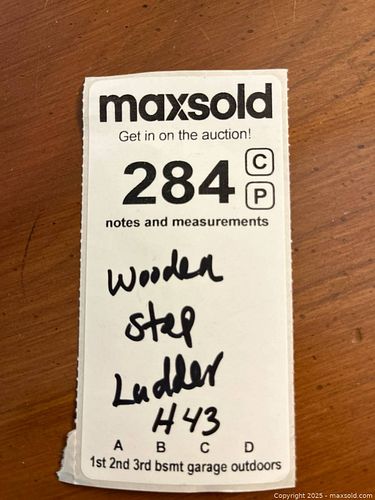 maxsold
Get in on the auction!
284 C P
notes and measurements
Wooden
Step
Ladder
H 43
A B C D
1st 2nd 3rd bsmt garage outdoors
Copyright 2025 - maxsold.com